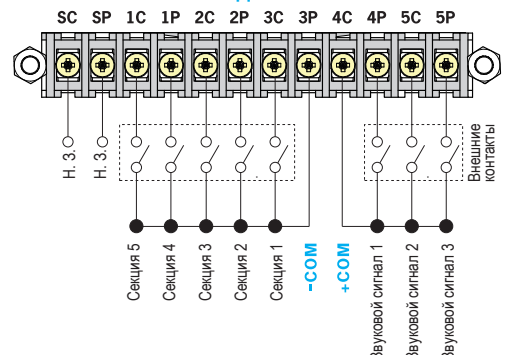 SC SP 1C 1P 2C 2P 3C 3P 4C 4P 5C 5P
Н. З.
Н. З.
Внешние
контакты
Секция 5
Секция 4
Секция 3
Секция 2
Секция 1
-COM
+COM
Звуковой сигнал 1
Звуковой сигнал 2
Звуковой сигнал 3